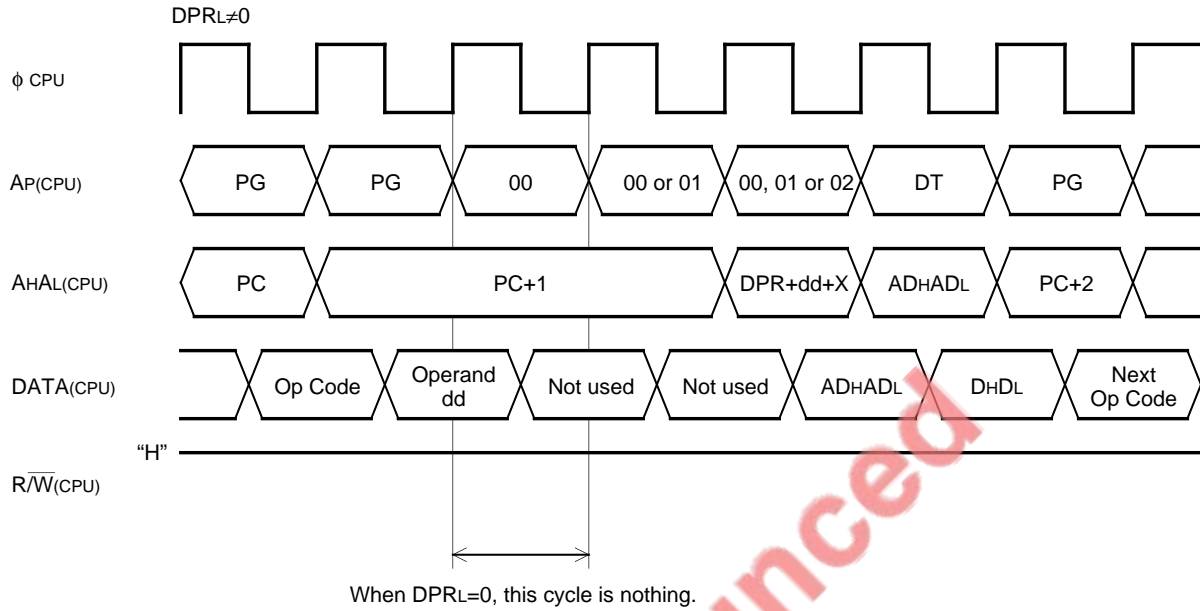 DPRL≠0
ϕ CPU
AP(CPU) PG PG 00 00 or 01 00, 01 or 02 DT PG
AHAL(CPU) PC PC+1 DPR+dd+X ADHADL PC+2
DATA(CPU) Op Code Operand dd Not used Not used ADHADL DHDL Next Op Code
“H”
R/W̅(CPU)
When DPRL=0, this cycle is nothing.